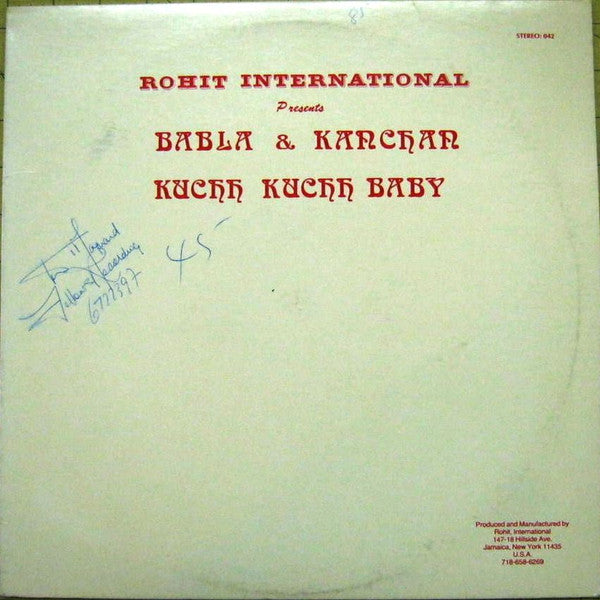 81
STEREO: 042
ROHIT INTERNATIONAL
Presents
BABLA & KANCHAN
KUCHH KUCHH BABY
45
Produced and Manufactured by
Rohit, International
147-18 Hillside Ave.
Jamaica, New York 11435
U.S.A.
718-658-6269